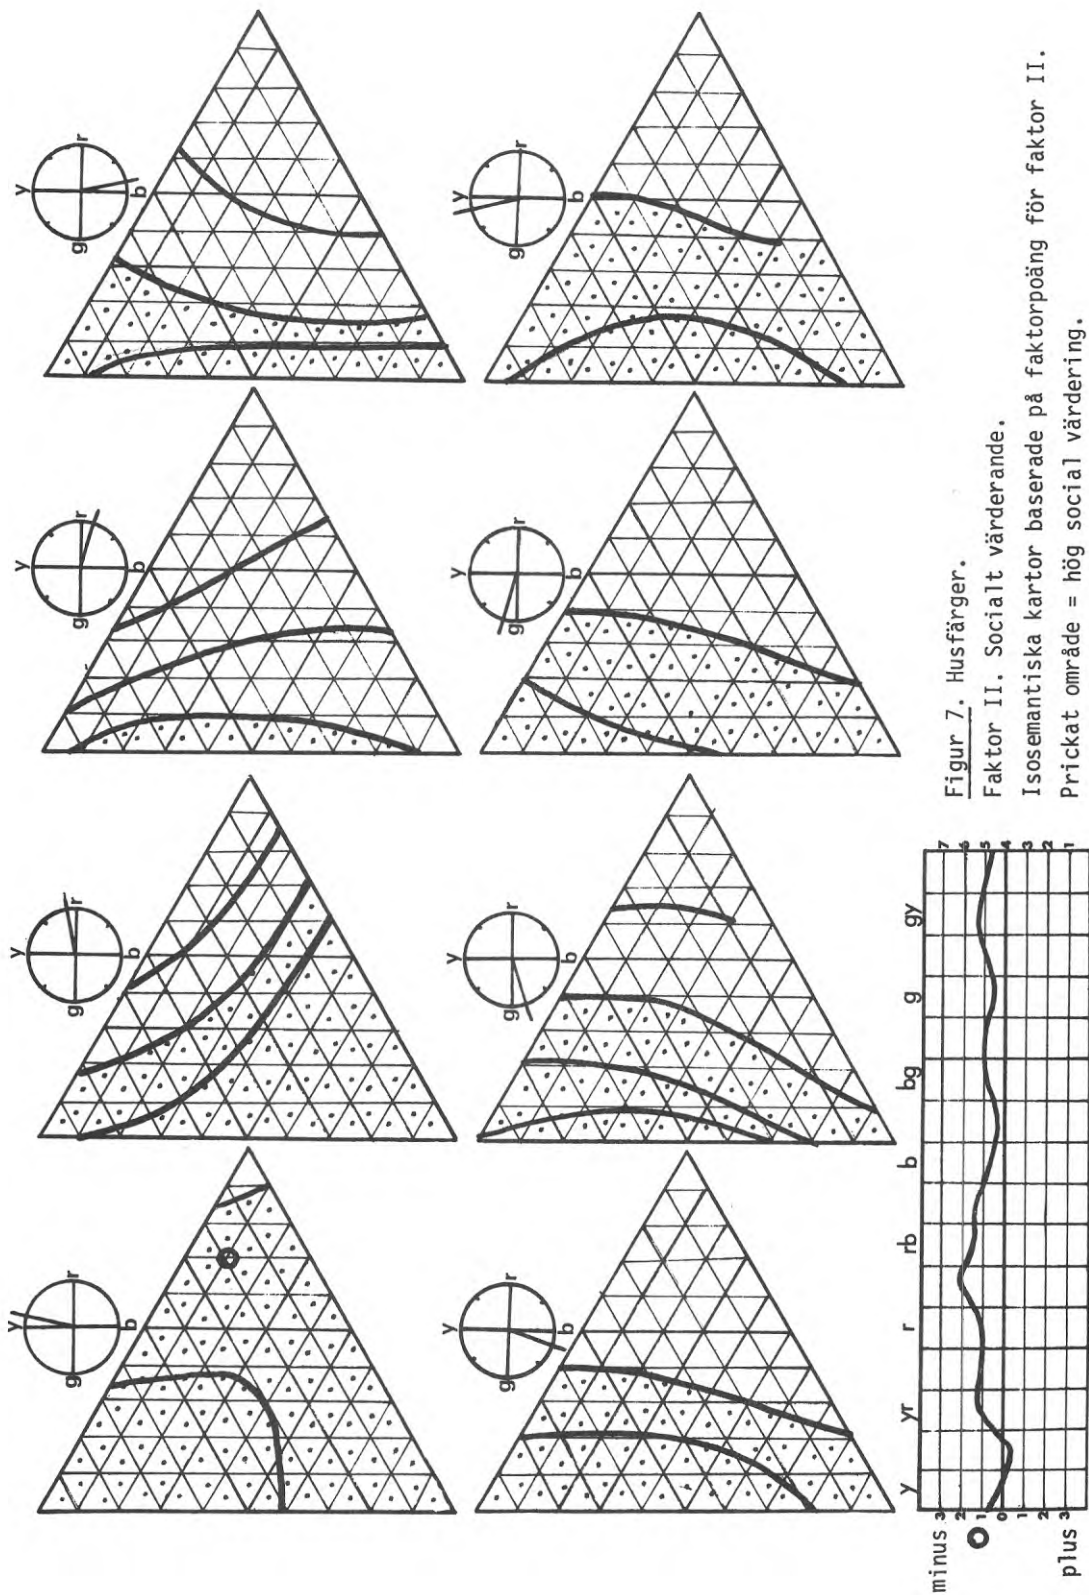 y
g
r
b
y
g
r
b
y
g
r
b
y
g
r
b
y
g
r
b
y
g
r
b
y
g
r
b
y
g
r
b
Figur 7. Husfärger.
Faktor II. Socialt värderande.
Isosemantiska kartor baserade på faktorpoäng för faktor II.
Prickat område = hög social värdering.
y yr r rb b bg g gy
minus 3 7
2 6
1 5
0 4
1 3
2 2
plus 3 1